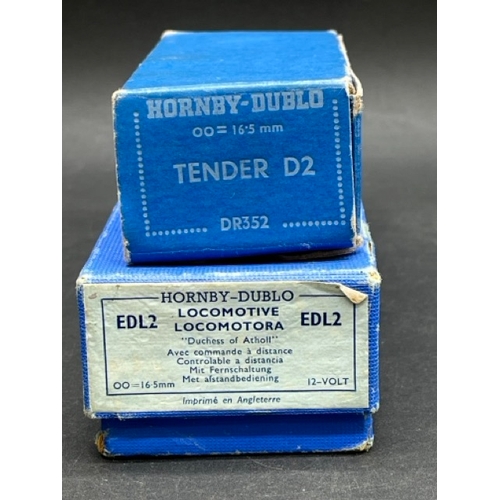 HORNBY-DUBLO
OO = 16·5 mm
TENDER D2
DR352
HORNBY-DUBLO
EDL2 LOCOMOTIVE EDL2
LOCOMOTORA
"Duchess of Atholl"
Avec commande à distance
Controlable a distancia
Mit Fernschaltung
Met afstandbediening
OO=16·5mm 12-VOLT
Imprimé en Angleterre